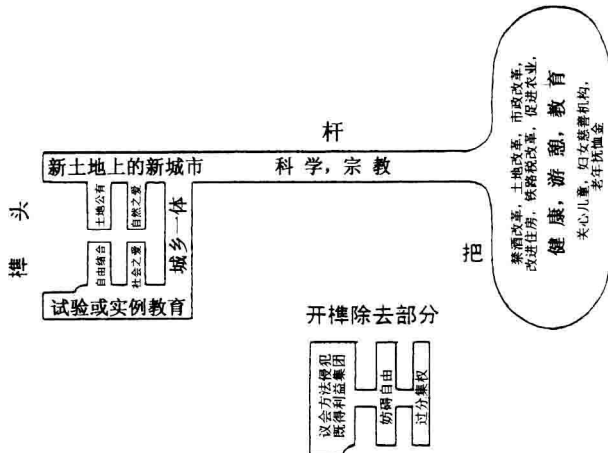 杆
新土地上的新城市
科学，宗教
榫头
土地公有
自然之爱
自由结合
社会之爱
城乡一体
试验或实例教育
把
禁酒改革，土地改革，市政改革，
改进住房，铁路税改革，促进农业，
健康，游憩，教育
关心儿童，妇女慈善机构，
老年抚恤金
开榫除去部分
议会方法侵犯
既得利益集团
妨碍自由
过分集权